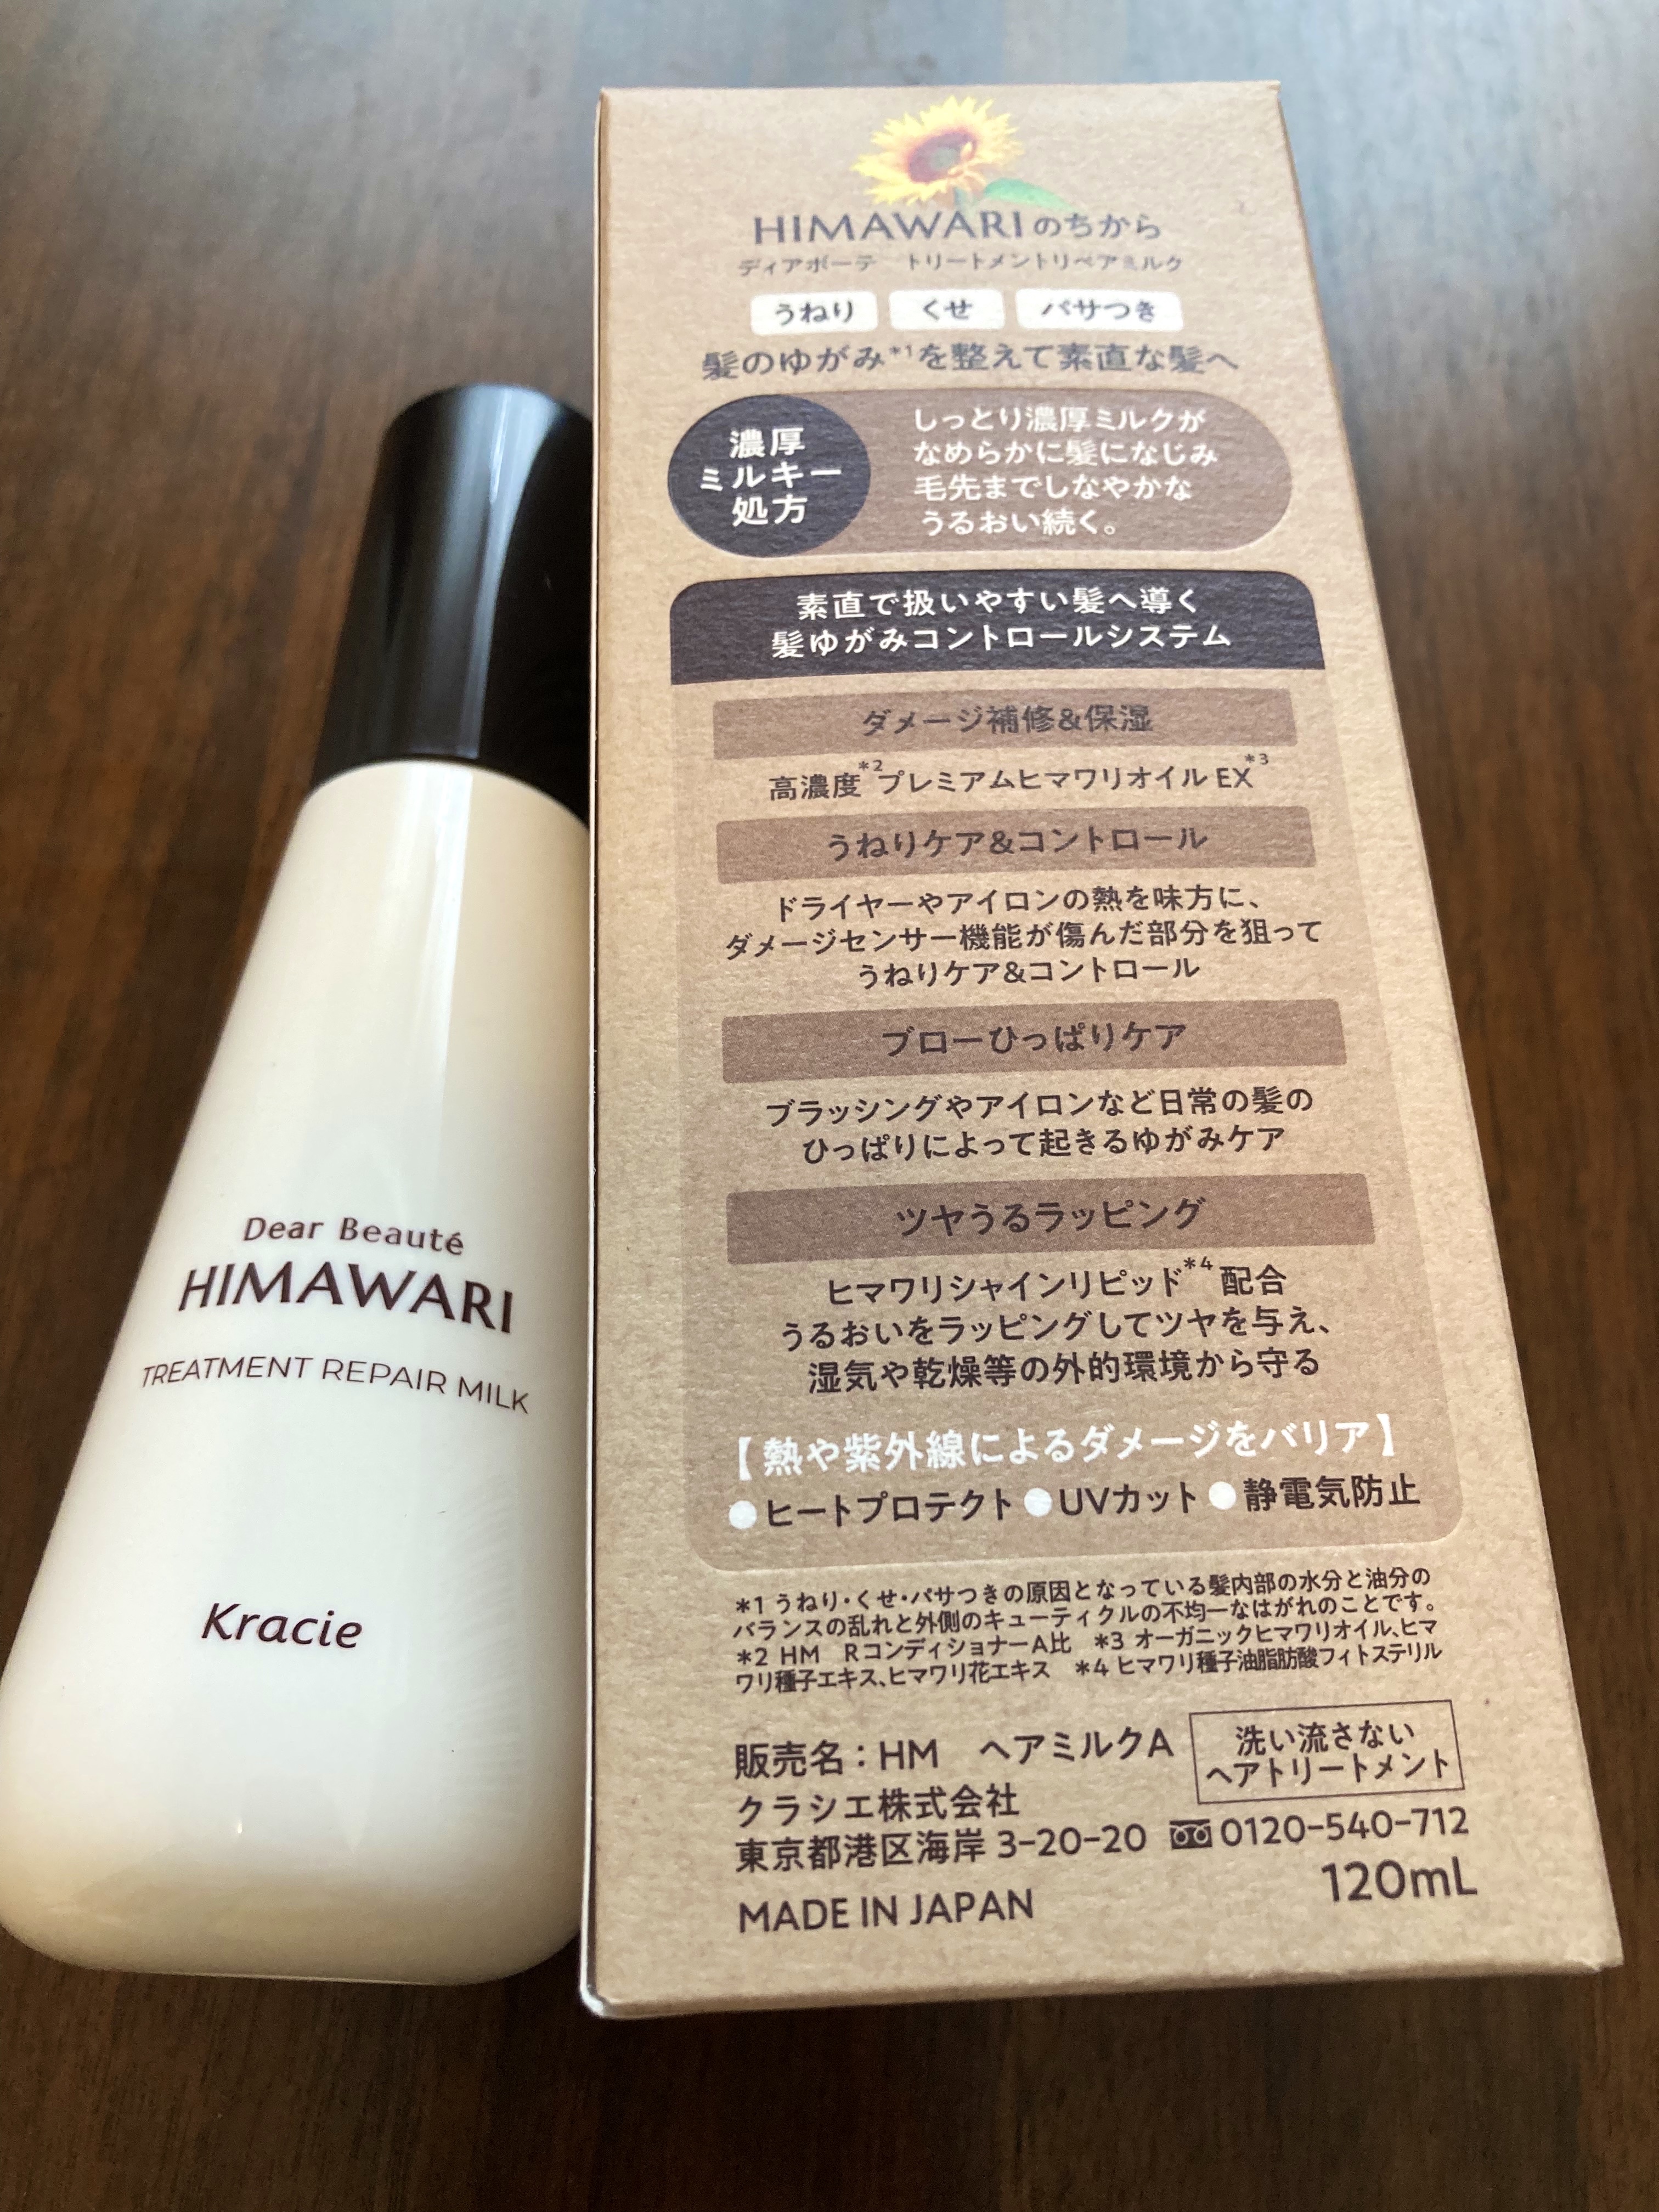 Dear Beauté
HIMAWARI
TREATMENT REPAIR MILK
Kracie
HIMAWARIのちから
ディアボーテ トリートメントリペアミルク
うねり くせ パサつき
髪のゆがみ*1を整えて素直な髪へ
濃厚
ミルキー
処方
しっとり濃厚ミルクが
なめらかに髪になじみ
毛先までしなやかな
うるおい続く。
素直で扱いやすい髪へ導く
髪ゆがみコントロールシステム
ダメージ補修&保湿
高濃度*2プレミアムヒマワリオイル EX*3
うねりケア&コントロール
ドライヤーやアイロンの熱を味方に、
ダメージセンサー機能が傷んだ部分を狙って
うねりケア&コントロール
ブローひっぱりケア
ブラッシングやアイロンなど日常の髪の
ひっぱりによって起きるゆがみケア
ツヤうるラッピング
ヒマワリシャインリピッド*4配合
うるおいをラッピングしてツヤを与え、
湿気や乾燥等の外的環境から守る
【熱や紫外線によるダメージをバリア】
●ヒートプロテクト ●UVカット ●静電気防止
*1 うねり・くせ・パサつきの原因となっている髪内部の水分と油分の
バランスの乱れと外側のキューティクルの不均一なはがれのことです。
*2 HM RコンディショナーA比 *3 オーガニックヒマワリオイル、ヒマ
ワリ種子エキス、ヒマワリ花エキス *4 ヒマワリ種子油脂肪酸フィトステリル
販売名：HM ヘアミルクA
洗い流さない
ヘアトリートメント
クラシエ株式会社
東京都港区海岸 3-20-20 0120-540-712
MADE IN JAPAN 120mL